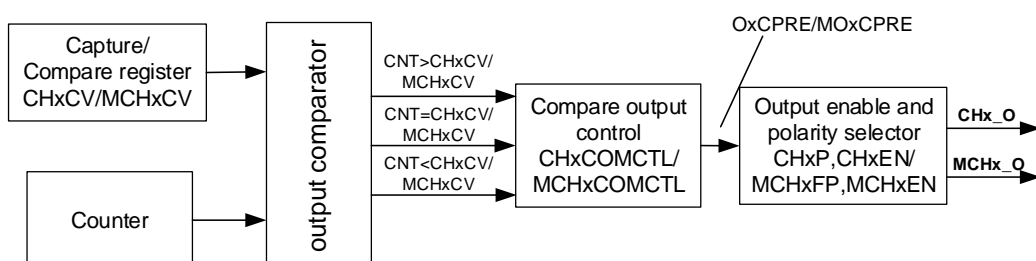 Capture/
Compare register
CHxCV/MCHxCV
Counter
output comparator
CNT>CHxCV/
MCHxCV
CNT=CHxCV/
MCHxCV
CNT<CHxCV/
MCHxCV
Compare output
control
CHxCOMCTL/
MCHxCOMCTL
OxCPRE/MOxCPRE
Output enable and
polarity selector
CHxP,CHxEN/
MCHxFP,MCHxEN
CHx_O
MCHx_O